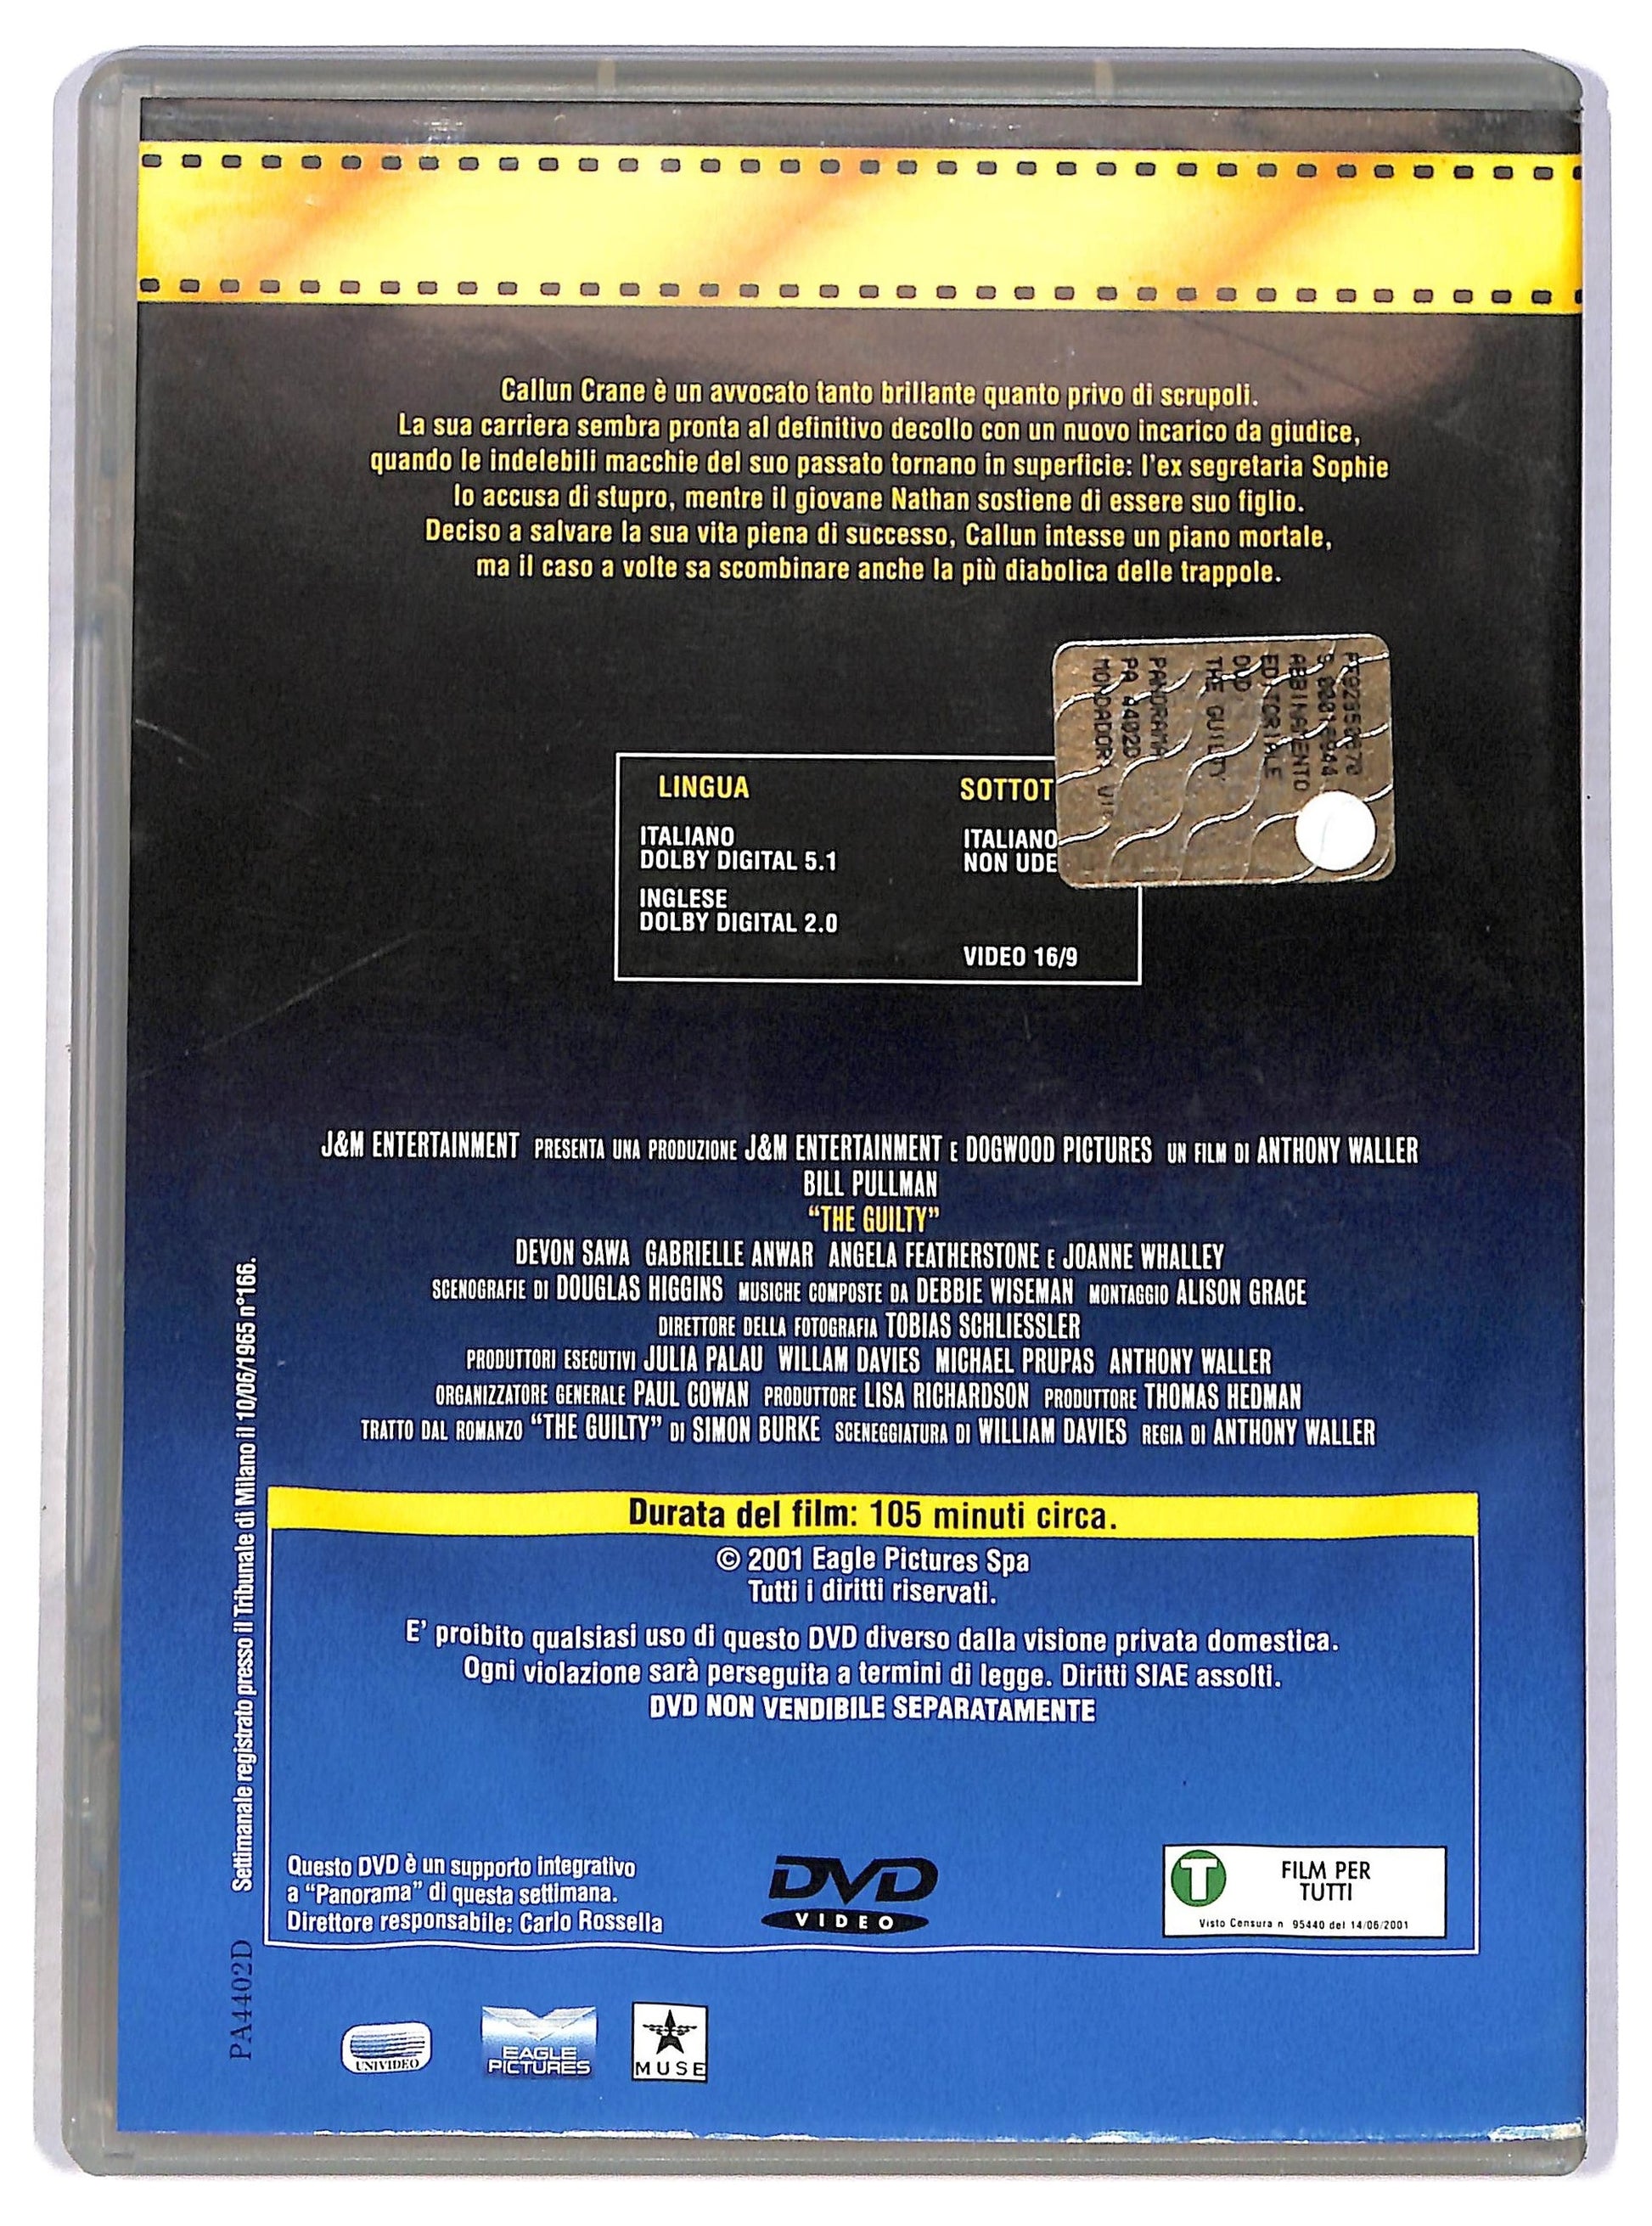 Callun Crane è un avvocato tanto brillante quanto privo di scrupoli.
La sua carriera sembra pronta al definitivo decollo con un nuovo incarico da giudice,
quando le indelebili macchie del suo passato tornano in superficie: l'ex segretaria Sophie
lo accusa di stupro, mentre il giovane Nathan sostiene di essere suo figlio.
Deciso a salvare la sua vita piena di successo, Callun intesse un piano mortale,
ma il caso a volte sa scombinare anche la più diabolica delle trappole.
ABBINAMENTO
EDITORIALE
DVD
THE GUILTY
PANORAMA
PA 4402D
LINGUA
ITALIANO
DOLBY DIGITAL 5.1
INGLESE
DOLBY DIGITAL 2.0
SOTTOT
ITALIANO
NON UDE
VIDEO 16/9
J&M ENTERTAINMENT PRESENTA UNA PRODUZIONE J&M ENTERTAINMENT E DOGWOOD PICTURES UN FILM DI ANTHONY WALLER
BILL PULLMAN
“THE GUILTY”
DEVON SAWA GABRIELLE ANWAR ANGELA FEATHERSTONE E JOANNE WHALLEY
SCENOGRAFIE DI DOUGLAS HIGGINS MUSICHE COMPOSTE DA DEBBIE WISEMAN MONTAGGIO ALISON GRACE
DIRETTORE DELLA FOTOGRAFIA TOBIAS SCHLIESSLER
PRODUTTORI ESECUTIVI JULIA PALAU WILLAM DAVIES MICHAEL PRUPAS ANTHONY WALLER
ORGANIZZATORE GENERALE PAUL COWAN PRODUTTORE LISA RICHARDSON PRODUTTORE THOMAS HEDMAN
TRATTO DAL ROMANZO “THE GUILTY” DI SIMON BURKE SCENEGGIATURA DI WILLIAM DAVIES REGIA DI ANTHONY WALLER
Durata del film: 105 minuti circa.
© 2001 Eagle Pictures Spa
Tutti i diritti riservati.
E' proibito qualsiasi uso di questo DVD diverso dalla visione privata domestica.
Ogni violazione sarà perseguita a termini di legge. Diritti SIAE assolti.
DVD NON VENDIBILE SEPARATAMENTE
Questo DVD è un supporto integrativo
a “Panorama” di questa settimana.
Direttore responsabile: Carlo Rossella
DVD
VIDEO
T
FILM PER
TUTTI
Visto Censura n 95440 del 14/06/2001
Settimanale registrato presso il Tribunale di Milano il 10/06/1965 n°166.
PA4402D
UNIVIDEO
EAGLE
PICTURES
MUSE